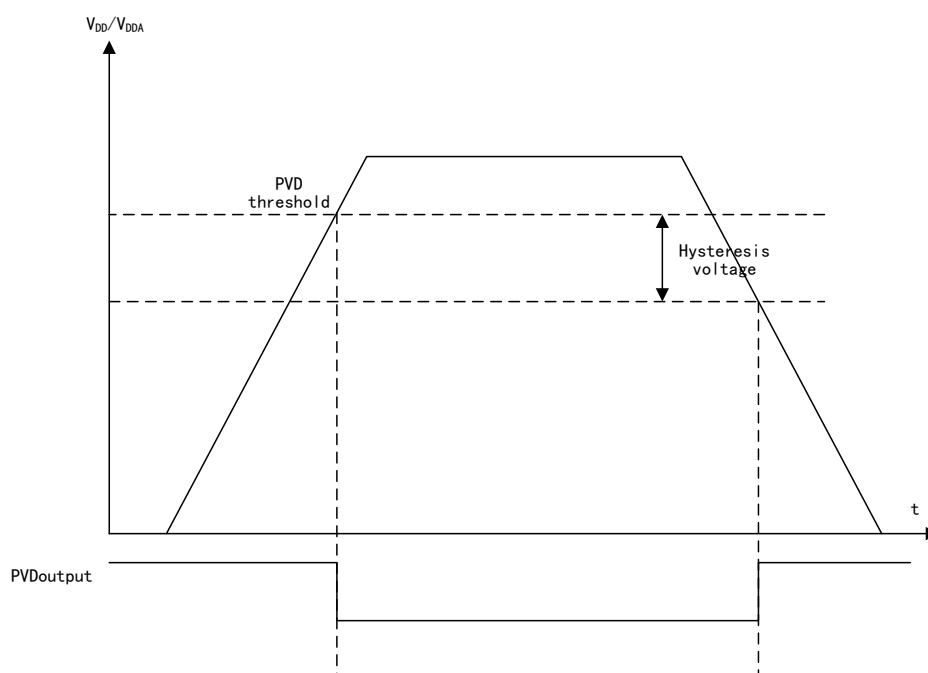 VDD/VDDA
PVD
threshold
Hysteresis
voltage
t
PVDoutput